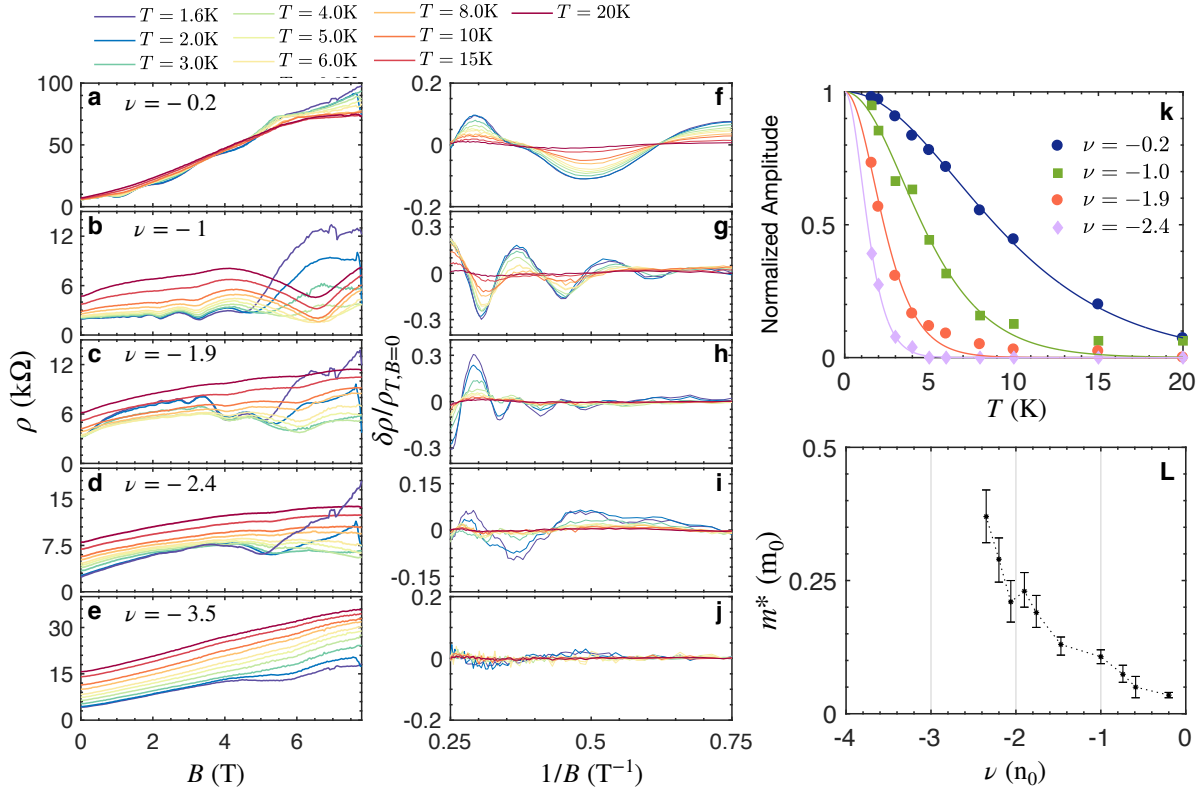 T = 1.6K T = 4.0K T = 8.0K T = 20K
T = 2.0K T = 5.0K T = 10K
T = 3.0K T = 6.0K T = 15K
a ν = − 0.2
100
50
0
b ν = − 1
12
6
0
c ν = − 1.9
12
9
6
3
0
d ν = − 2.4
15
7.5
0
e ν = − 3.5
30
15
0
ρ (kΩ)
0 2 4 6
B (T)
f
0.2
0
-0.2
g
0.3
0
-0.3
h
0.3
0
-0.3
i
0.15
0
-0.15
j
0.2
0
-0.2
δρ/ρT,B=0
0.25 0.5 0.75
1/B (T⁻¹)
k
ν = −0.2
ν = −1.0
ν = −1.9
ν = −2.4
1
0.5
0
Normalized Amplitude
0 5 10 15 20
T (K)
L
0.5
0.25
0
m* (m₀)
-4 -3 -2 -1 0
ν (n₀)